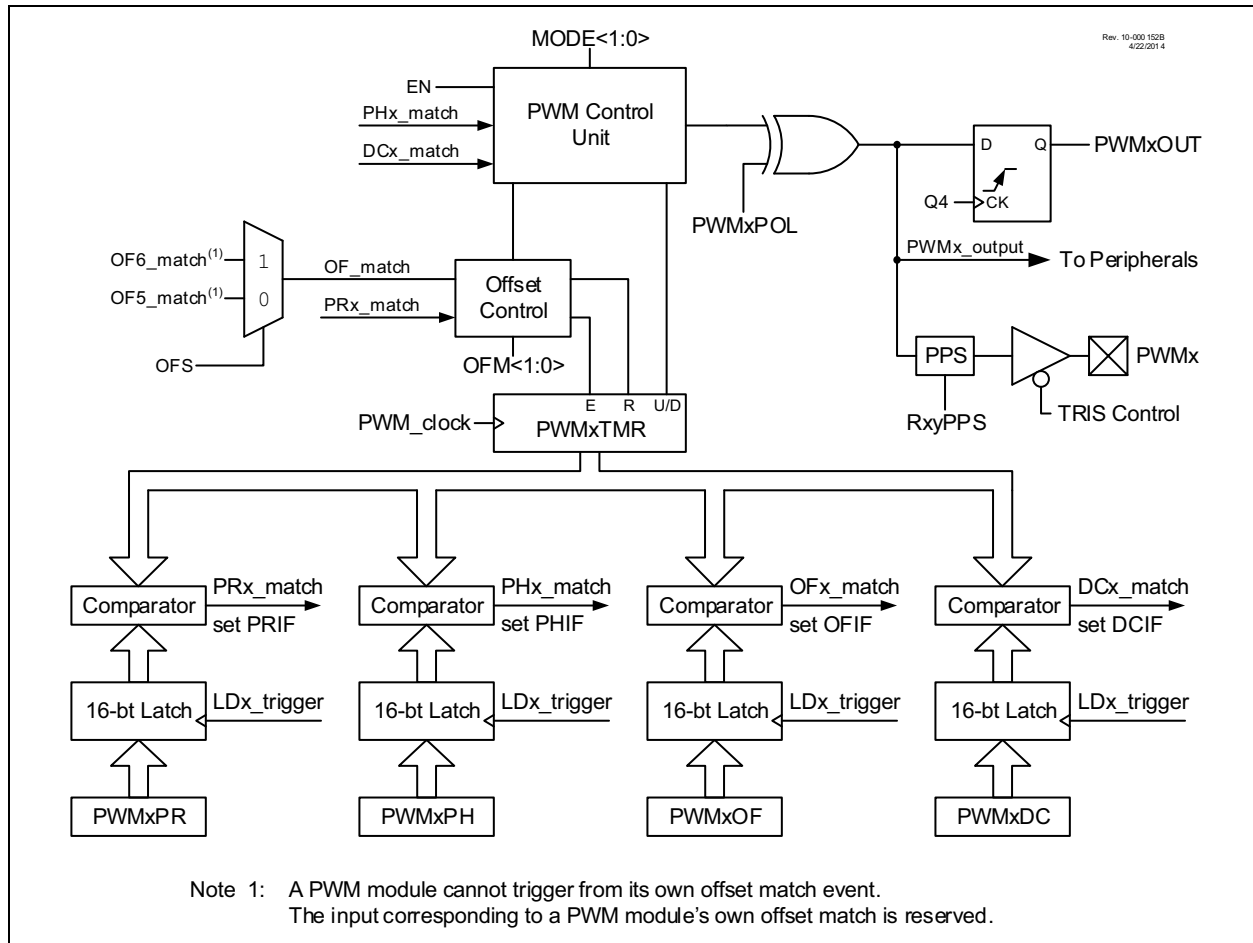 Rev. 10-000 152B
4/22/2014
MODE<1:0>
EN
PHx_match
DCx_match
PWM Control
Unit
PWMxPOL
D
Q
PWMxOUT
Q4
CK
PWMx_output
To Peripherals
OF6_match(1)
1
OF5_match(1)
0
OFS
OF_match
PRx_match
Offset
Control
OFM<1:0>
PPS
PWMx
RxyPPS
TRIS Control
E
R
U/D
PWM_clock
PWMxTMR
Comparator
PRx_match
set PRIF
Comparator
PHx_match
set PHIF
Comparator
OFx_match
set OFIF
Comparator
DCx_match
set DCIF
16-bt Latch
LDx_trigger
16-bt Latch
LDx_trigger
16-bt Latch
LDx_trigger
16-bt Latch
LDx_trigger
PWMxPR
PWMxPH
PWMxOF
PWMxDC
Note 1: A PWM module cannot trigger from its own offset match event.
The input corresponding to a PWM module's own offset match is reserved.